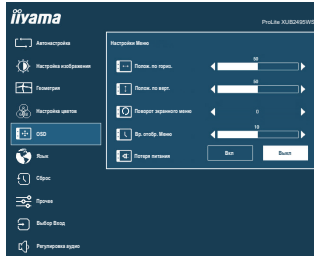 iiyama
ProLite XUB2495WS
Автонастройка
Настройки Меню
Настройка изображения
Полож. по гориз.
50
Геометрия
Полож. по верт.
50
Настройка цветов
Поворот экранного меню
0
OSD
Вр. отобр. Меню
10
Язык
Потеря питания
Вкл
Выкл
Сброс
Прочее
Выбор Вход
Регулировка аудио